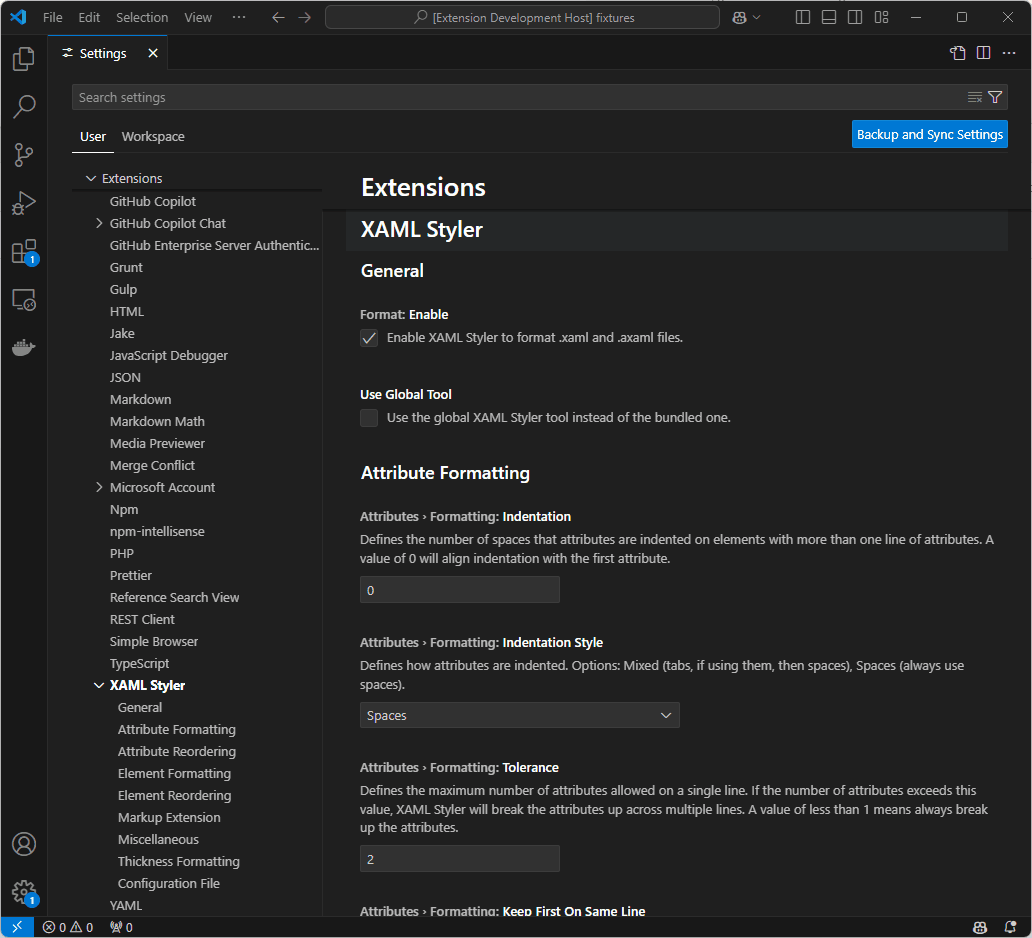 File Edit Selection View ··· [Extension Development Host] fixtures
Settings
Search settings
User Workspace
Backup and Sync Settings
Extensions
GitHub Copilot
GitHub Copilot Chat
GitHub Enterprise Server Authentic...
Grunt
Gulp
HTML
Jake
JavaScript Debugger
JSON
Markdown
Markdown Math
Media Previewer
Merge Conflict
Microsoft Account
Npm
npm-intellisense
PHP
Prettier
Reference Search View
REST Client
Simple Browser
TypeScript
XAML Styler
General
Attribute Formatting
Attribute Reordering
Element Formatting
Element Reordering
Markup Extension
Miscellaneous
Thickness Formatting
Configuration File
YAML
Extensions
XAML Styler
General
Format: Enable
Enable XAML Styler to format .xaml and .axaml files.
Use Global Tool
Use the global XAML Styler tool instead of the bundled one.
Attribute Formatting
Attributes › Formatting: Indentation
Defines the number of spaces that attributes are indented on elements with more than one line of attributes. A
value of 0 will align indentation with the first attribute.
0
Attributes › Formatting: Indentation Style
Defines how attributes are indented. Options: Mixed (tabs, if using them, then spaces), Spaces (always use
spaces).
Spaces
Attributes › Formatting: Tolerance
Defines the maximum number of attributes allowed on a single line. If the number of attributes exceeds this
value, XAML Styler will break the attributes up across multiple lines. A value of less than 1 means always break
up the attributes.
2
Attributes › Formatting: Keep First On Same Line
1
1
0 0 0